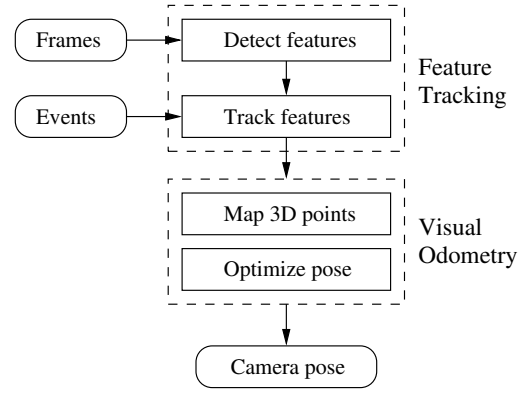 Frames
Detect features
Feature
Tracking
Events
Track features
Map 3D points
Visual
Odometry
Optimize pose
Camera pose